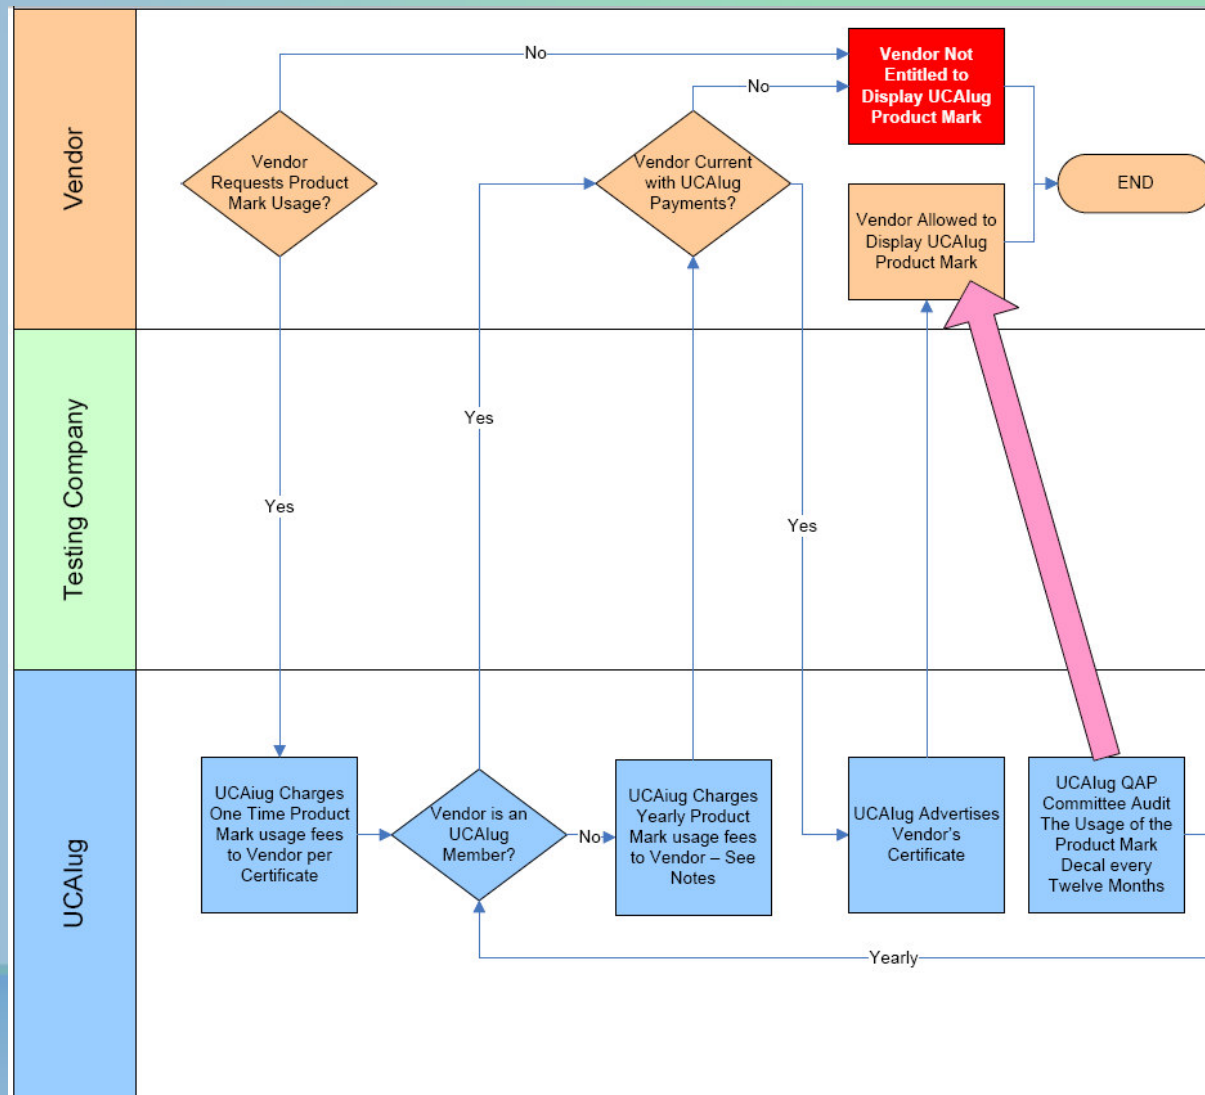 Vendor
No
Vendor Not
Entitled to
Display UCAIug
Product Mark
No
Vendor
Requests Product
Mark Usage?
Vendor Current
with UCAIug
Payments?
END
Vendor Allowed to
Display UCAIug
Product Mark
Testing Company
Yes
Yes
Yes
UCAIug
UCAiug Charges
One Time Product
Mark usage fees
to Vendor per
Certificate
Vendor is an
UCAIug
Member?
No
UCAiug Charges
Yearly Product
Mark usage fees
to Vendor – See
Notes
UCAIug Advertises
Vendor's
Certificate
UCAIug QAP
Committee Audit
The Usage of the
Product Mark
Decal every
Twelve Months
Yearly